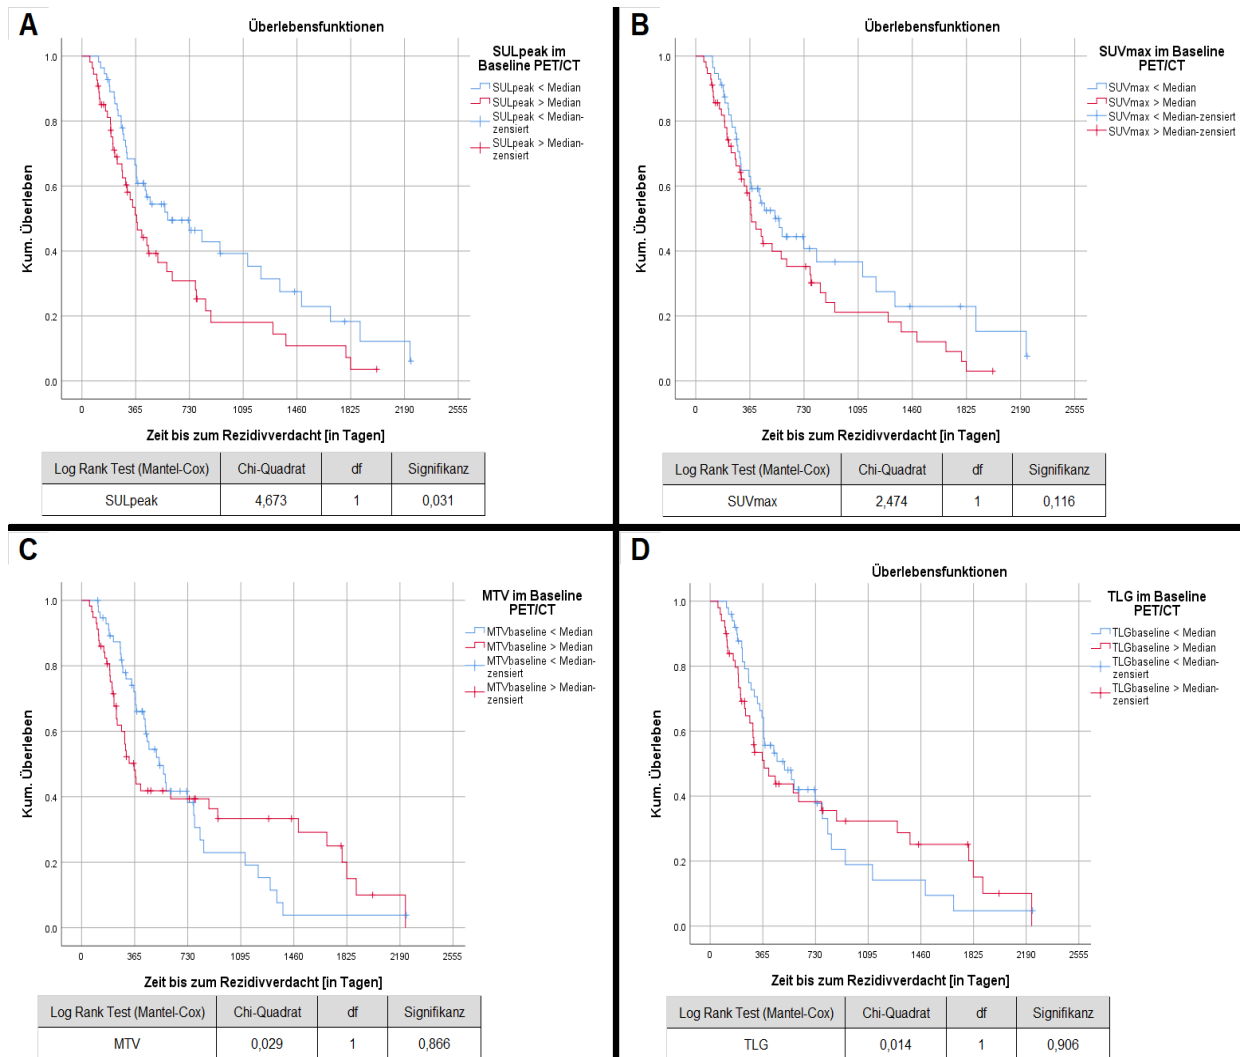 A
Überlebensfunktionen
SULpeak im
Baseline PET/CT
SULpeak < Median
SULpeak > Median
SULpeak < Median-
zensiert
SULpeak > Median-
zensiert
Kum. Überleben
1.0
0.8
0.6
0.4
0.2
0.0
0 365 730 1095 1460 1825 2190 2555
Zeit bis zum Rezidivverdacht [in Tagen]
Log Rank Test (Mantel-Cox) Chi-Quadrat df Signifikanz
SULpeak 4,673 1 0,031
B
Überlebensfunktionen
SUVmax im Baseline
PET/CT
SUVmax < Median
SUVmax > Median
SUVmax < Median-zensiert
SUVmax > Median-zensiert
Kum. Überleben
1.0
0.8
0.6
0.4
0.2
0.0
0 365 730 1095 1460 1825 2190 2555
Zeit bis zum Rezidivverdacht [in Tagen]
Log Rank Test (Mantel-Cox) Chi-Quadrat df Signifikanz
SUVmax 2,474 1 0,116
C
MTV im Baseline
PET/CT
MTVbaseline < Median
MTVbaseline > Median
MTVbaseline < Median-
zensiert
MTVbaseline > Median-
zensiert
Kum. Überleben
1.0
0.8
0.6
0.4
0.2
0.0
0 365 730 1095 1460 1825 2190 2555
Zeit bis zum Rezidivverdacht [in Tagen]
Log Rank Test (Mantel-Cox) Chi-Quadrat df Signifikanz
MTV 0,029 1 0,866
D
Überlebensfunktionen
TLG im Baseline
PET/CT
TLGbaseline < Median
TLGbaseline > Median
TLGbaseline < Median-
zensiert
TLGbaseline > Median-
zensiert
Kum. Überleben
1.0
0.8
0.6
0.4
0.2
0.0
0 365 730 1095 1460 1825 2190 2555
Zeit bis zum Rezidivverdacht [in Tagen]
Log Rank Test (Mantel-Cox) Chi-Quadrat df Signifikanz
TLG 0,014 1 0,906